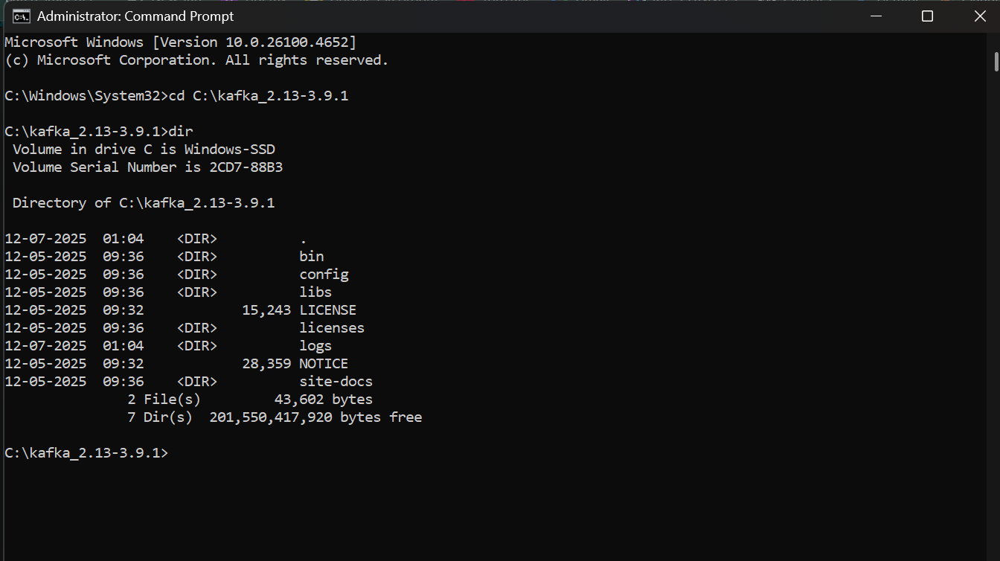 Administrator: Command Prompt
Microsoft Windows [Version 10.0.26100.4652]
(c) Microsoft Corporation. All rights reserved.
C:\Windows\System32>cd C:\kafka_2.13-3.9.1
C:\kafka_2.13-3.9.1>dir
Volume in drive C is Windows-SSD
Volume Serial Number is 2CD7-88B3
Directory of C:\kafka_2.13-3.9.1
12-07-2025  01:04    <DIR>          .
12-05-2025  09:36    <DIR>          bin
12-05-2025  09:36    <DIR>          config
12-05-2025  09:36    <DIR>          libs
12-05-2025  09:32            15,243 LICENSE
12-05-2025  09:36    <DIR>          licenses
12-07-2025  01:04    <DIR>          logs
12-05-2025  09:32            28,359 NOTICE
12-05-2025  09:36    <DIR>          site-docs
2 File(s)         43,602 bytes
7 Dir(s)  201,550,417,920 bytes free
C:\kafka_2.13-3.9.1>